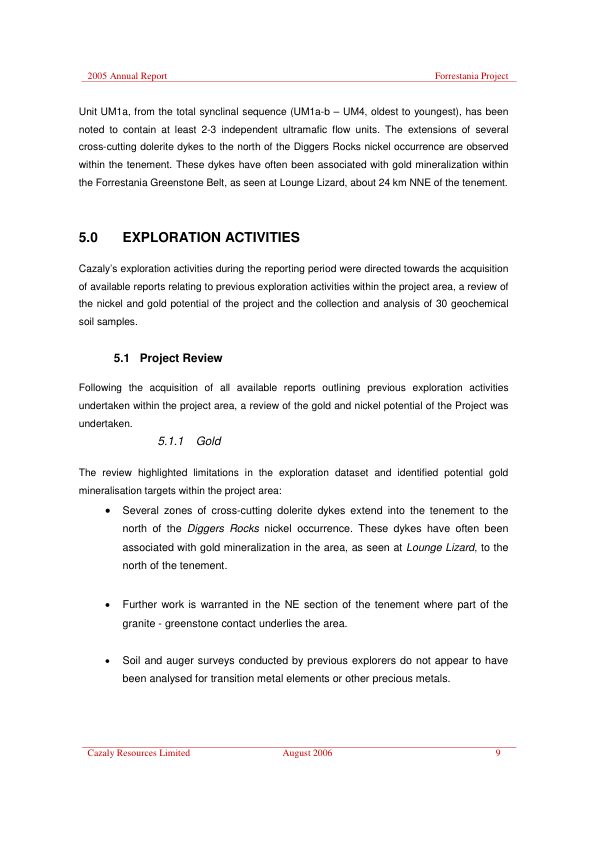 2005 Annual Report Forrestania Project
Unit UM1a, from the total synclinal sequence (UM1a-b – UM4, oldest to youngest), has been
noted to contain at least 2-3 independent ultramafic flow units. The extensions of several
cross-cutting dolerite dykes to the north of the Diggers Rocks nickel occurrence are observed
within the tenement. These dykes have often been associated with gold mineralization within
the Forrestania Greenstone Belt, as seen at Lounge Lizard, about 24 km NNE of the tenement.
5.0 EXPLORATION ACTIVITIES
Cazaly's exploration activities during the reporting period were directed towards the acquisition
of available reports relating to previous exploration activities within the project area, a review of
the nickel and gold potential of the project and the collection and analysis of 30 geochemical
soil samples.
5.1 Project Review
Following the acquisition of all available reports outlining previous exploration activities
undertaken within the project area, a review of the gold and nickel potential of the Project was
undertaken.
5.1.1 Gold
The review highlighted limitations in the exploration dataset and identified potential gold
mineralisation targets within the project area:
• Several zones of cross-cutting dolerite dykes extend into the tenement to the
north of the Diggers Rocks nickel occurrence. These dykes have often been
associated with gold mineralization in the area, as seen at Lounge Lizard, to the
north of the tenement.
• Further work is warranted in the NE section of the tenement where part of the
granite - greenstone contact underlies the area.
• Soil and auger surveys conducted by previous explorers do not appear to have
been analysed for transition metal elements or other precious metals.
Cazaly Resources Limited August 2006 9